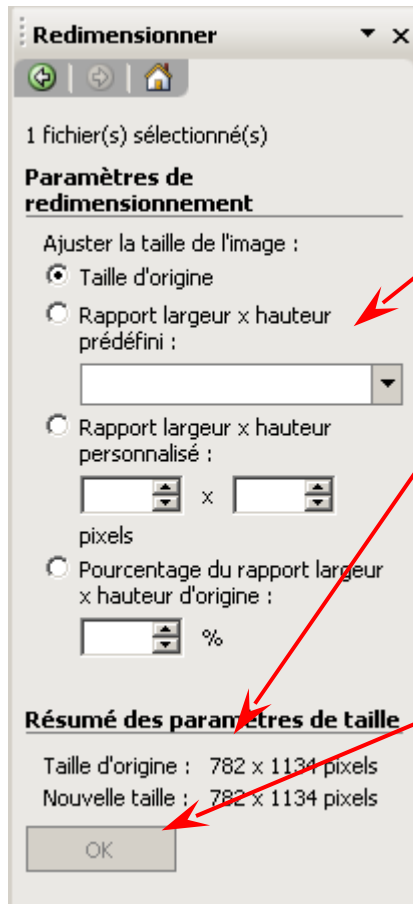 Redimensionner
1 fichier(s) sélectionné(s)
Paramètres de
redimensionnement
Ajuster la taille de l'image :
Taille d'origine
Rapport largeur x hauteur
prédéfini :
Rapport largeur x hauteur
personnalisé :
x
pixels
Pourcentage du rapport largeur
x hauteur d'origine :
%
Résumé des paramètres de taille
Taille d'origine : 782 x 1134 pixels
Nouvelle taille : 782 x 1134 pixels
OK